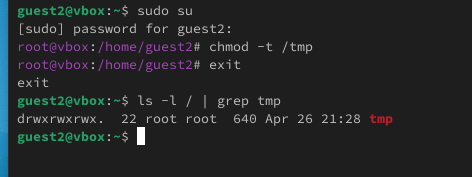 guest2@vbox:~$ sudo su
[sudo] password for guest2:
root@vbox:/home/guest2# chmod -t /tmp
root@vbox:/home/guest2# exit
exit
guest2@vbox:~$ ls -l / | grep tmp
drwxrwxrwx.  22 root root  640 Apr 26 21:28 tmp
guest2@vbox:~$